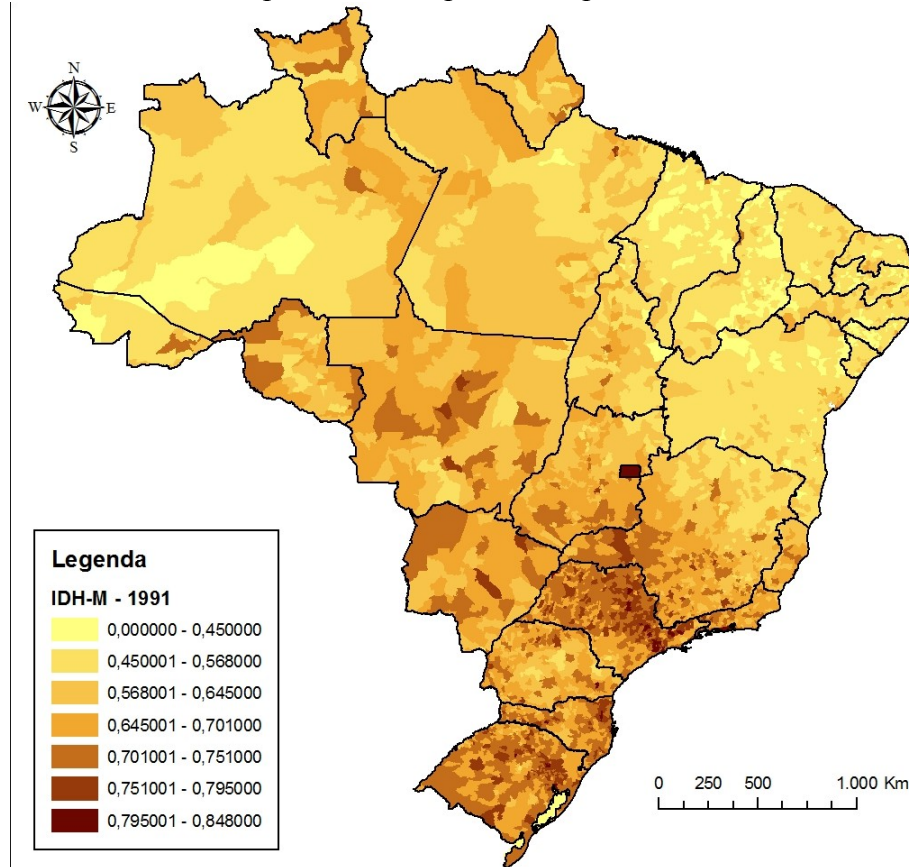 N
W E
S
Legenda
IDH-M - 1991
0,000000 - 0,450000
0,450001 - 0,568000
0,568001 - 0,645000
0,645001 - 0,701000
0,701001 - 0,751000
0,751001 - 0,795000
0,795001 - 0,848000
0 250 500 1.000 Km